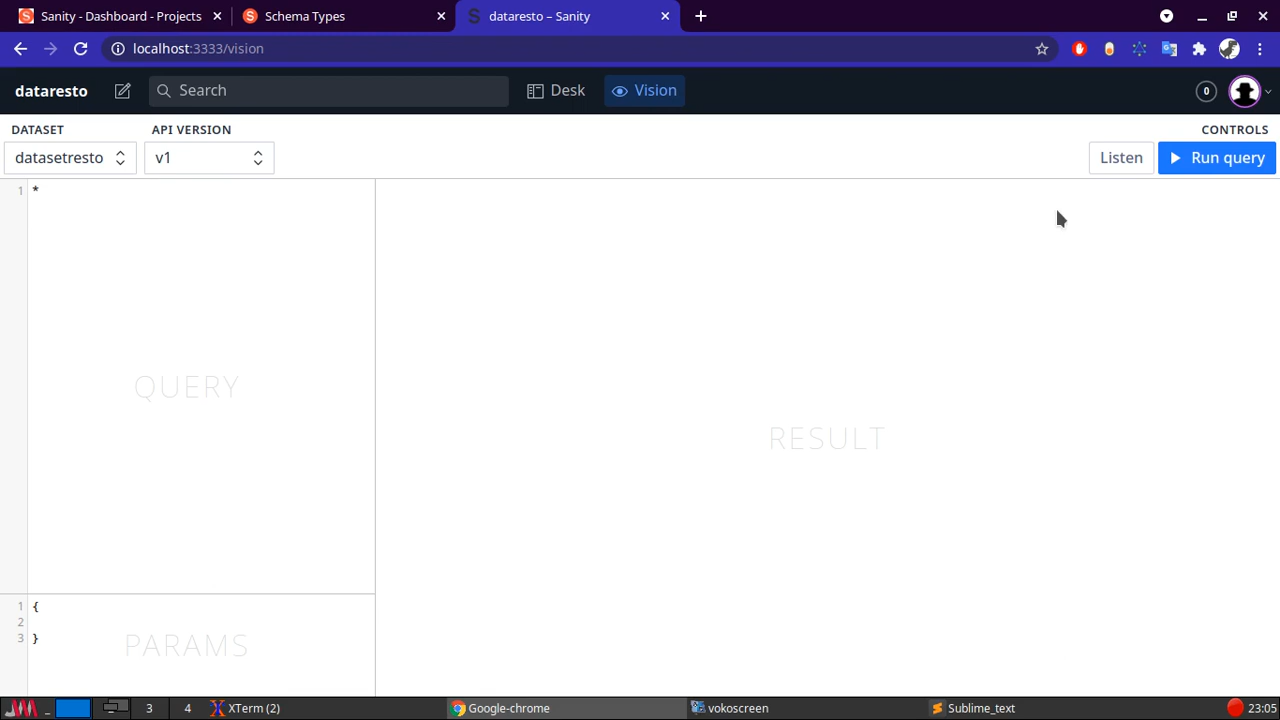 Sanity - Dashboard - Projects
Schema Types
dataresto – Sanity
localhost:3333/vision
dataresto
Search
Desk
Vision
0
DATASET
API VERSION
CONTROLS
datasetresto
v1
Listen
Run query
1 *
QUERY
RESULT
1 {
2
3 }
PARAMS
3
4
XTerm (2)
Google-chrome
vokoscreen
Sublime_text
23:05